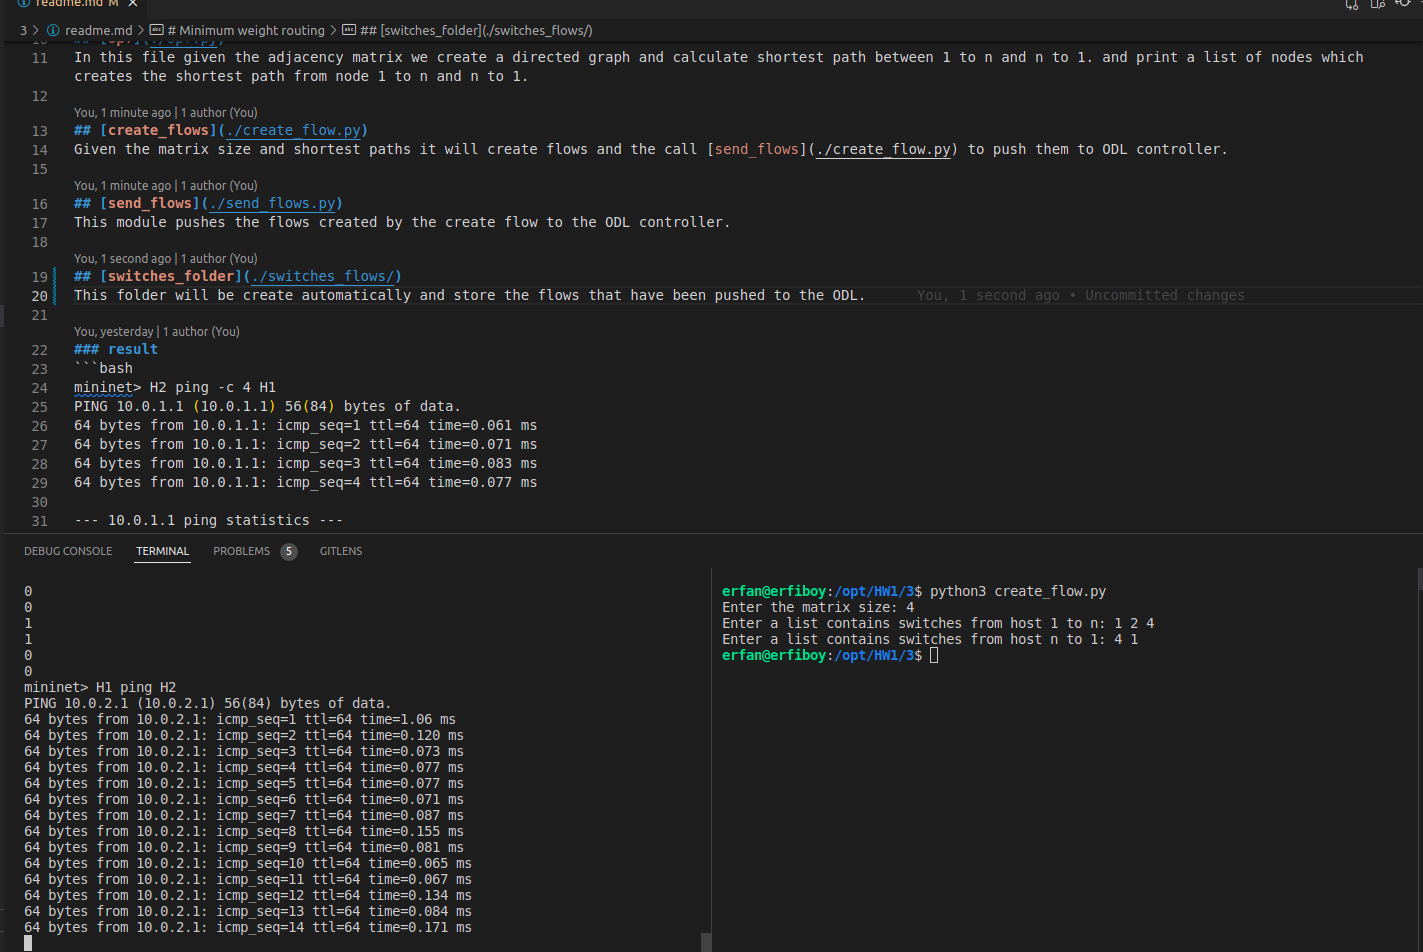 readme.md M
3 > readme.md > # Minimum weight routing > ## [switches_folder](./switches_flows/)
11 In this file given the adjacency matrix we create a directed graph and calculate shortest path between 1 to n and n to 1. and print a list of nodes which
creates the shortest path from node 1 to n and n to 1.
12
You, 1 minute ago | 1 author (You)
13 ## [create_flows](./create_flow.py)
14 Given the matrix size and shortest paths it will create flows and the call [send_flows](./create_flow.py) to push them to ODL controller.
15
You, 1 minute ago | 1 author (You)
16 ## [send_flows](./send_flows.py)
17 This module pushes the flows created by the create flow to the ODL controller.
18
You, 1 second ago | 1 author (You)
19 ## [switches_folder](./switches_flows/)
20 This folder will be create automatically and store the flows that have been pushed to the ODL. You, 1 second ago • Uncommitted changes
21
You, yesterday | 1 author (You)
22 ### result
23 ```bash
24 mininet> H2 ping -c 4 H1
25 PING 10.0.1.1 (10.0.1.1) 56(84) bytes of data.
26 64 bytes from 10.0.1.1: icmp_seq=1 ttl=64 time=0.061 ms
27 64 bytes from 10.0.1.1: icmp_seq=2 ttl=64 time=0.071 ms
28 64 bytes from 10.0.1.1: icmp_seq=3 ttl=64 time=0.083 ms
29 64 bytes from 10.0.1.1: icmp_seq=4 ttl=64 time=0.077 ms
30
31 --- 10.0.1.1 ping statistics ---
DEBUG CONSOLE TERMINAL PROBLEMS 5 GITLENS
0
0
1
1
0
0
mininet> H1 ping H2
PING 10.0.2.1 (10.0.2.1) 56(84) bytes of data.
64 bytes from 10.0.2.1: icmp_seq=1 ttl=64 time=1.06 ms
64 bytes from 10.0.2.1: icmp_seq=2 ttl=64 time=0.120 ms
64 bytes from 10.0.2.1: icmp_seq=3 ttl=64 time=0.073 ms
64 bytes from 10.0.2.1: icmp_seq=4 ttl=64 time=0.077 ms
64 bytes from 10.0.2.1: icmp_seq=5 ttl=64 time=0.077 ms
64 bytes from 10.0.2.1: icmp_seq=6 ttl=64 time=0.071 ms
64 bytes from 10.0.2.1: icmp_seq=7 ttl=64 time=0.087 ms
64 bytes from 10.0.2.1: icmp_seq=8 ttl=64 time=0.155 ms
64 bytes from 10.0.2.1: icmp_seq=9 ttl=64 time=0.081 ms
64 bytes from 10.0.2.1: icmp_seq=10 ttl=64 time=0.065 ms
64 bytes from 10.0.2.1: icmp_seq=11 ttl=64 time=0.067 ms
64 bytes from 10.0.2.1: icmp_seq=12 ttl=64 time=0.134 ms
64 bytes from 10.0.2.1: icmp_seq=13 ttl=64 time=0.084 ms
64 bytes from 10.0.2.1: icmp_seq=14 ttl=64 time=0.171 ms
erfan@erfiboy:/opt/HW1/3$ python3 create_flow.py
Enter the matrix size: 4
Enter a list contains switches from host 1 to n: 1 2 4
Enter a list contains switches from host n to 1: 4 1
erfan@erfiboy:/opt/HW1/3$